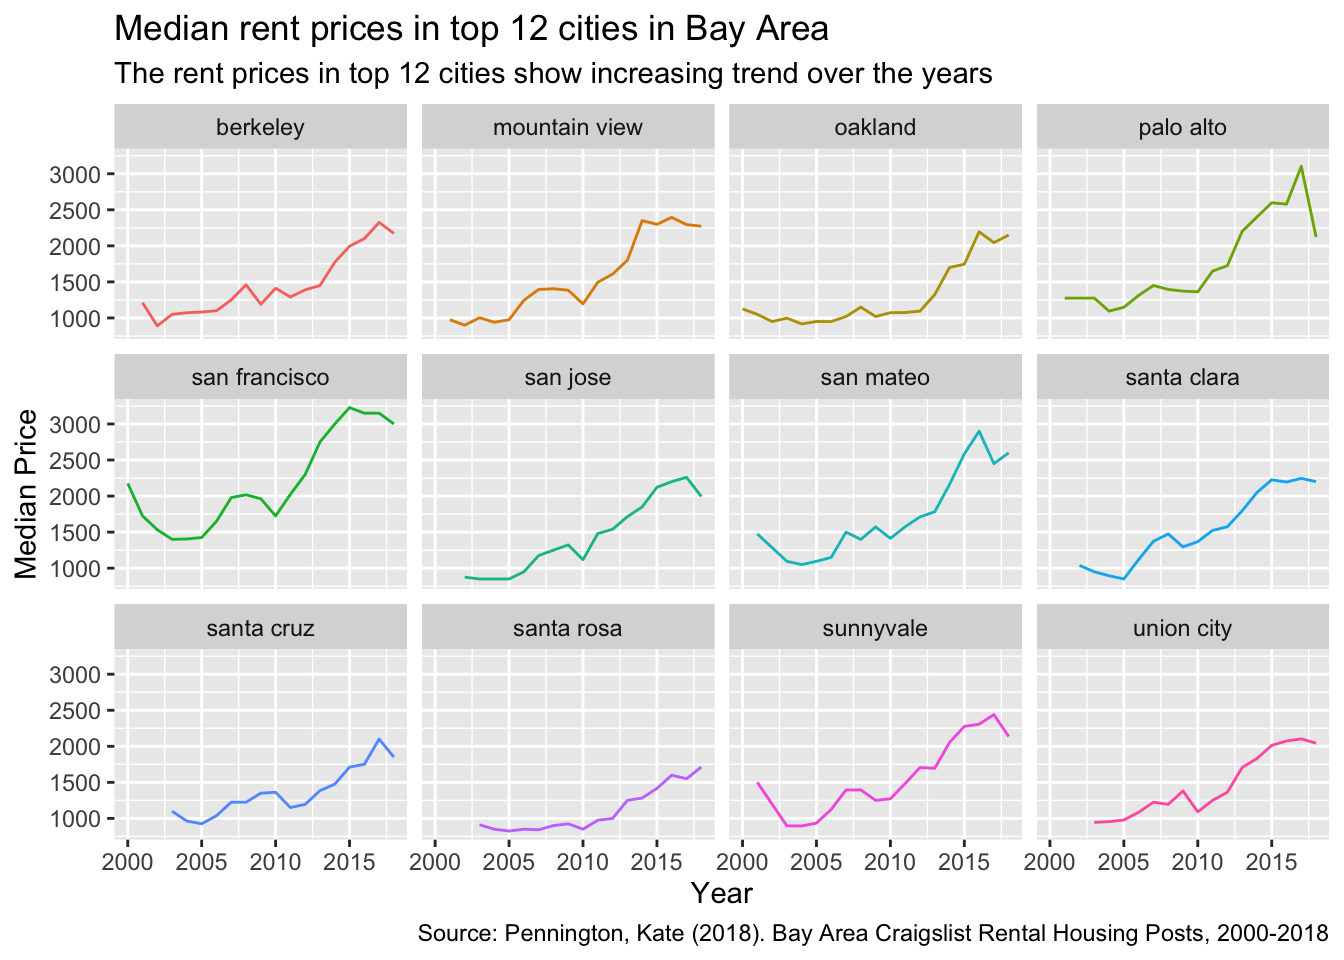 Median rent prices in top 12 cities in Bay Area
The rent prices in top 12 cities show increasing trend over the years
berkeley
mountain view
oakland
palo alto
3000
2500
2000
1500
1000
san francisco
san jose
san mateo
santa clara
3000
2500
2000
1500
1000
Median Price
santa cruz
santa rosa
sunnyvale
union city
3000
2500
2000
1500
1000
2000 2005 2010 2015
2000 2005 2010 2015
2000 2005 2010 2015
2000 2005 2010 2015
Year
Source: Pennington, Kate (2018). Bay Area Craigslist Rental Housing Posts, 2000-2018